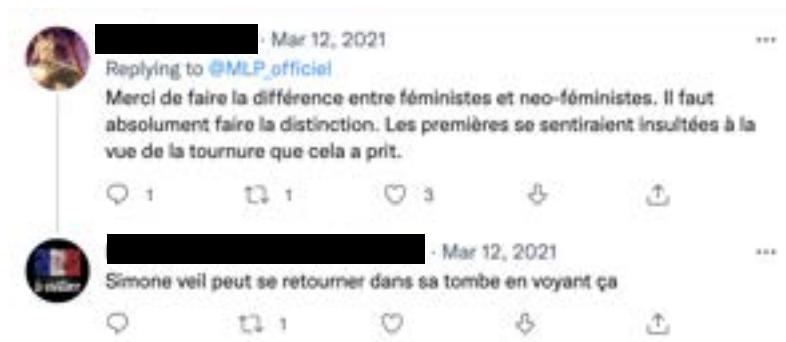 · Mar 12, 2021
Replying to @MLP_officiel
Merci de faire la différence entre féministes et neo-féministes. Il faut
absolument faire la distinction. Les premières se sentiraient insultées à la
vue de la tournure que cela a prit.
1 1 3
· Mar 12, 2021
Simone veil peut se retourner dans sa tombe en voyant ça
1